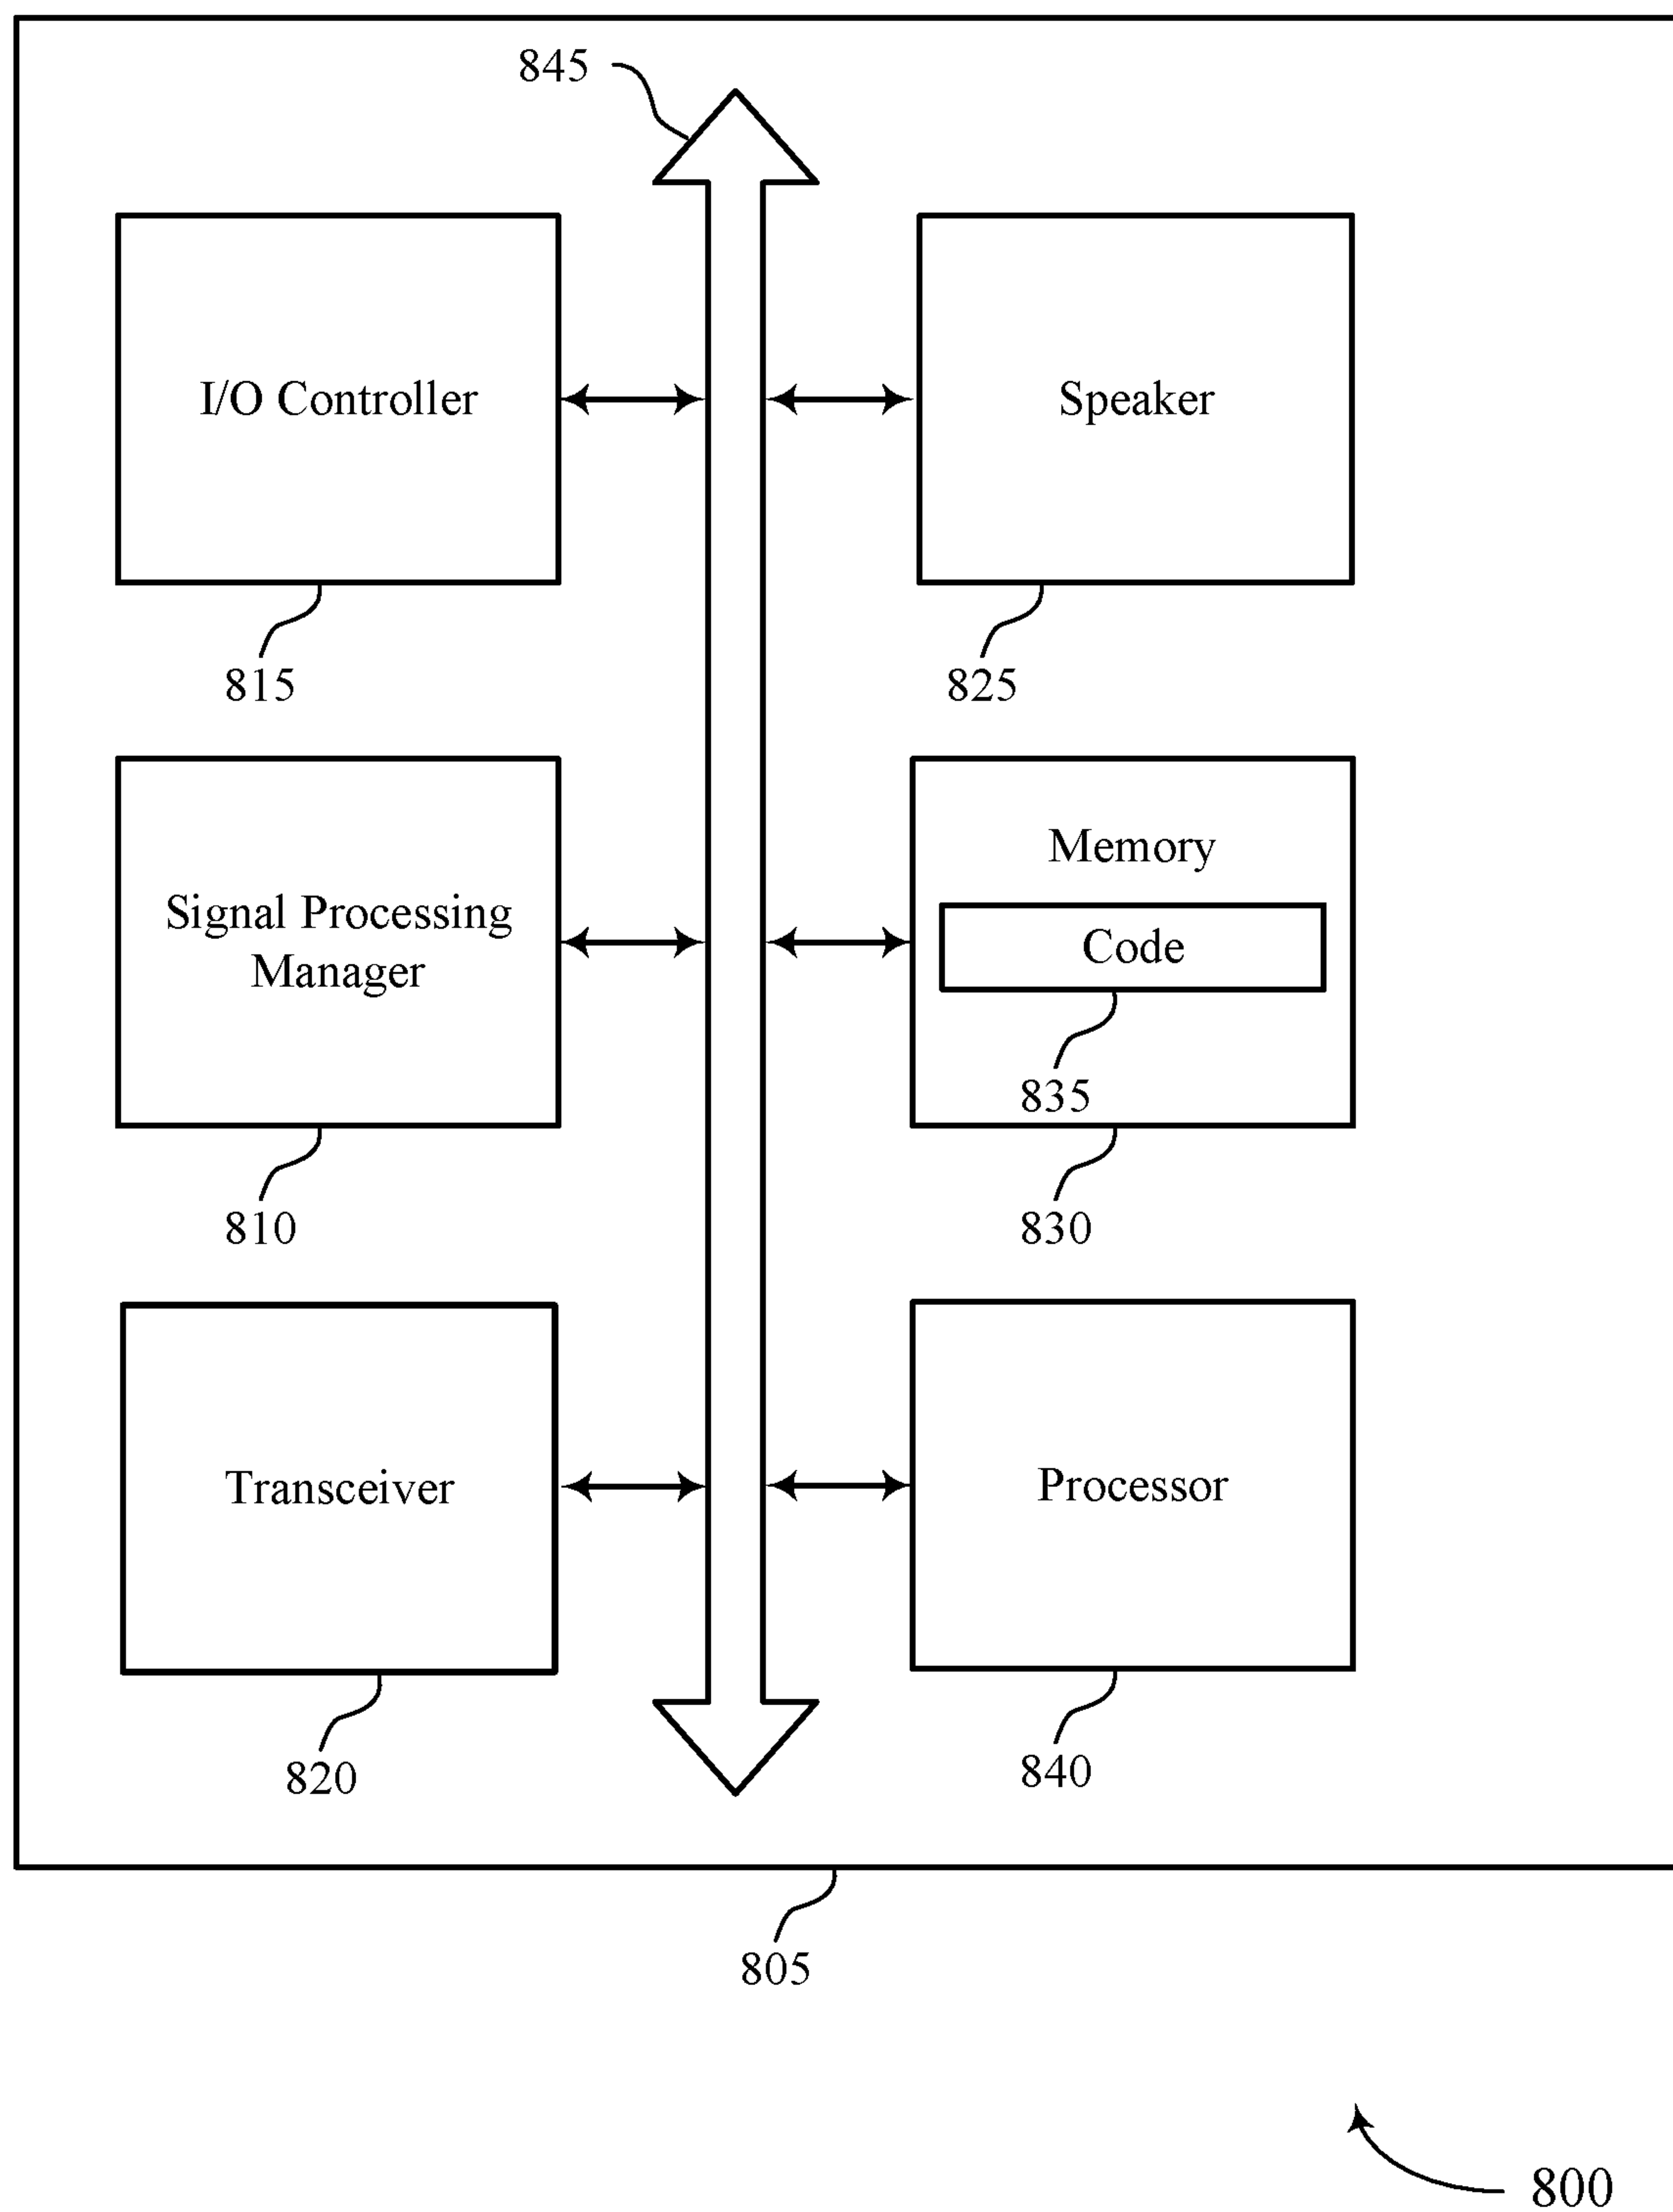 845
I/O Controller
Speaker
815
825
Signal Processing
Manager
Memory
Code
835
810
830
Transceiver
Processor
820
840
805
800